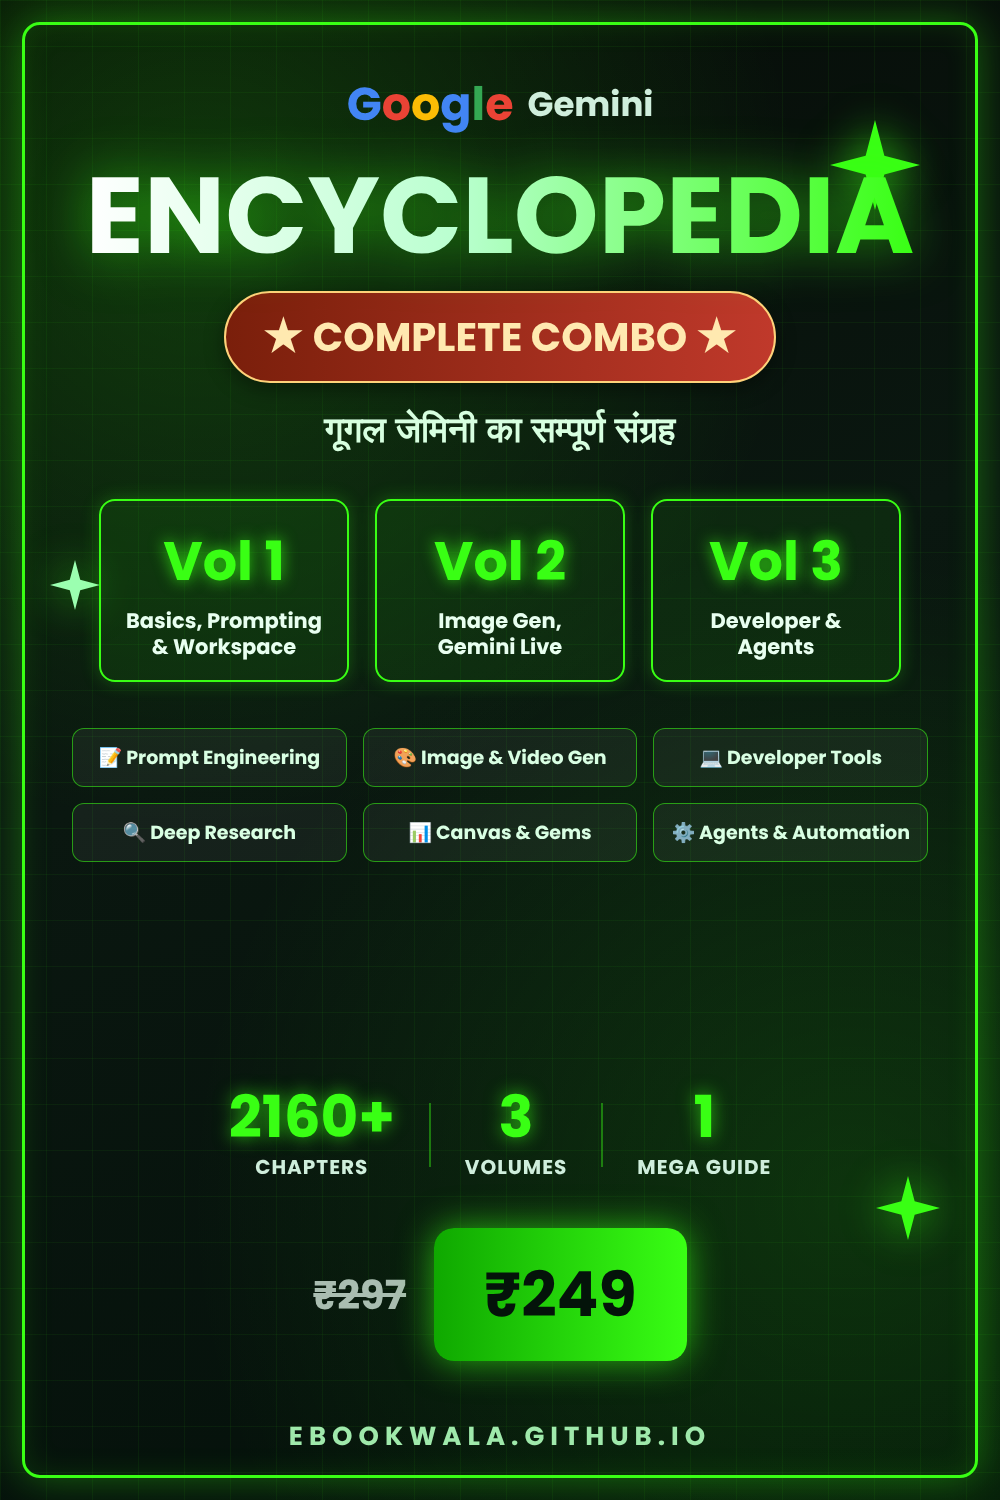 Google Gemini
ENCYCLOPEDIA
★ COMPLETE COMBO ★
गूगल जेमिनी का सम्पूर्ण संग्रह
Vol 1
Basics, Prompting
& Workspace
Vol 2
Image Gen,
Gemini Live
Vol 3
Developer &
Agents
📝 Prompt Engineering
🎨 Image & Video Gen
💻 Developer Tools
🔍 Deep Research
📊 Canvas & Gems
⚙️ Agents & Automation
2160+
CHAPTERS
3
VOLUMES
1
MEGA GUIDE
₹297
₹249
EBOOKWALA.GITHUB.IO